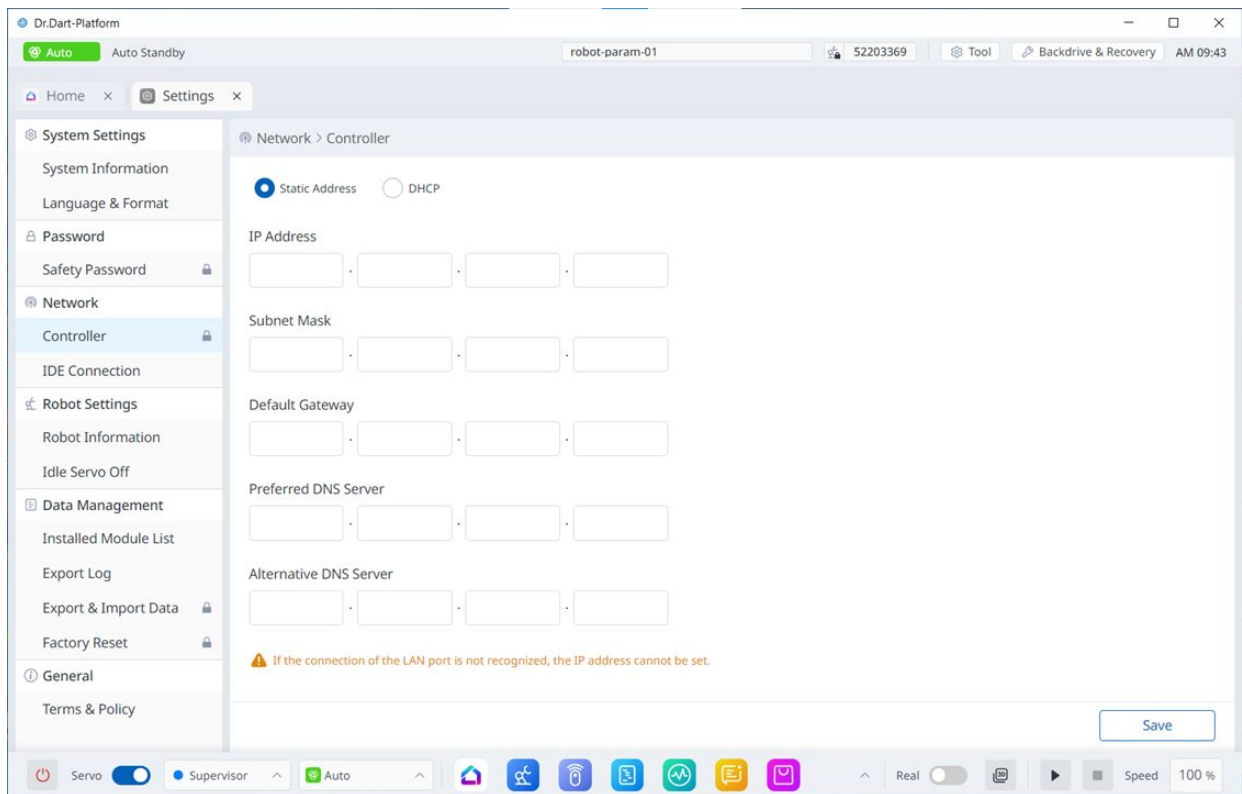 Dr.Dart-Platform
Auto Auto Standby robot-param-01 52203369 Tool Backdrive & Recovery AM 09:43
Home Settings
System Settings
System Information
Language & Format
Password
Safety Password
Network
Controller
IDE Connection
Robot Settings
Robot Information
Idle Servo Off
Data Management
Installed Module List
Export Log
Export & Import Data
Factory Reset
General
Terms & Policy
Network > Controller
Static Address DHCP
IP Address
. . .
Subnet Mask
. . .
Default Gateway
. . .
Preferred DNS Server
. . .
Alternative DNS Server
. . .
If the connection of the LAN port is not recognized, the IP address cannot be set.
Save
Servo Supervisor Auto Real 3D Speed 100 %